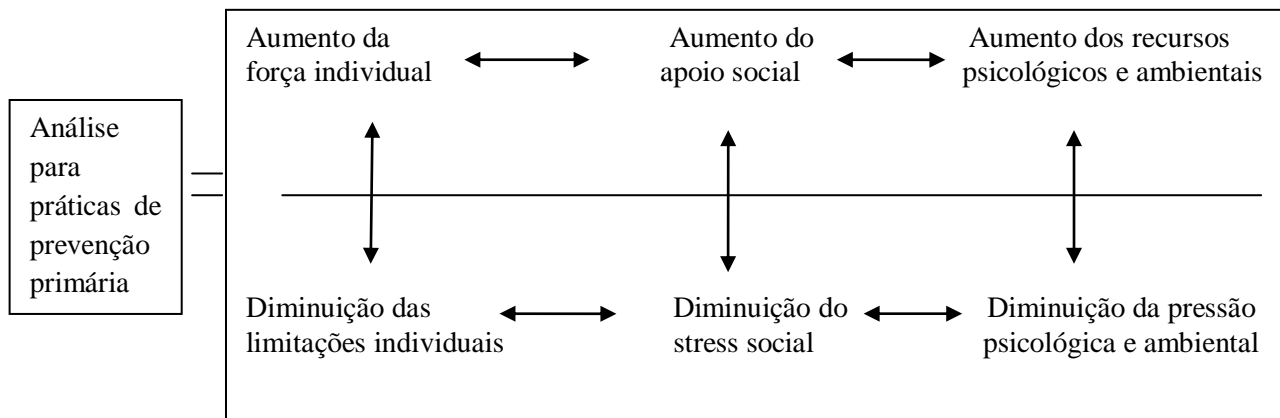 Análise
para
práticas de
prevenção
primária
Aumento da
força individual
Aumento do
apoio social
Aumento dos recursos
psicológicos e ambientais
Diminuição das
limitações individuais
Diminuição do
stress social
Diminuição da pressão
psicológica e ambiental